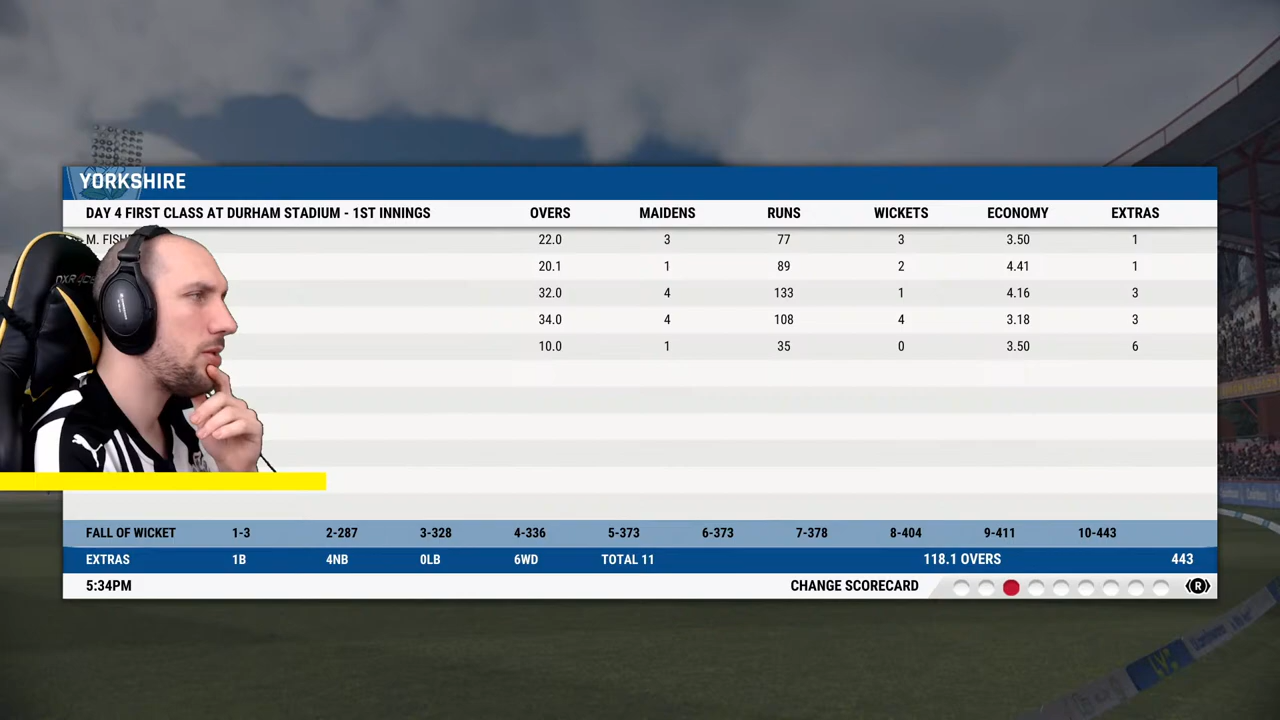 YORKSHIRE
DAY 4 FIRST CLASS AT DURHAM STADIUM - 1ST INNINGS OVERS MAIDENS RUNS WICKETS ECONOMY EXTRAS
M. 22.0 3 77 3 3.50 1
20.1 1 89 2 4.41 1
32.0 4 133 1 4.16 3
34.0 4 108 4 3.18 3
10.0 1 35 0 3.50 6
FALL OF WICKET 1-3 2-287 3-328 4-336 5-373 6-373 7-378 8-404 9-411 10-443
EXTRAS 1B 4NB 0LB 6WD TOTAL 11 118.1 OVERS 443
5:34PM CHANGE SCORECARD R